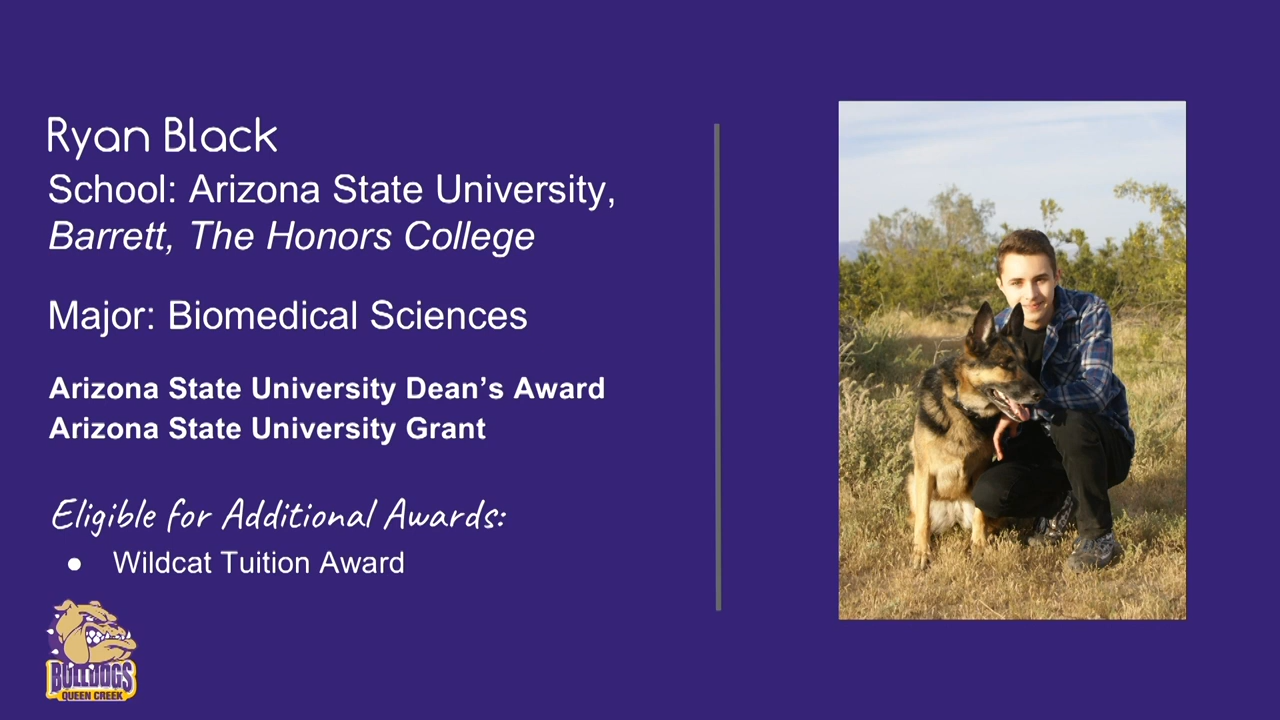 Ryan Black
School: Arizona State University,
Barrett, The Honors College
Major: Biomedical Sciences
Arizona State University Dean’s Award
Arizona State University Grant
Eligible for Additional Awards:
● Wildcat Tuition Award
BULLDOGS
QUEEN CREEK